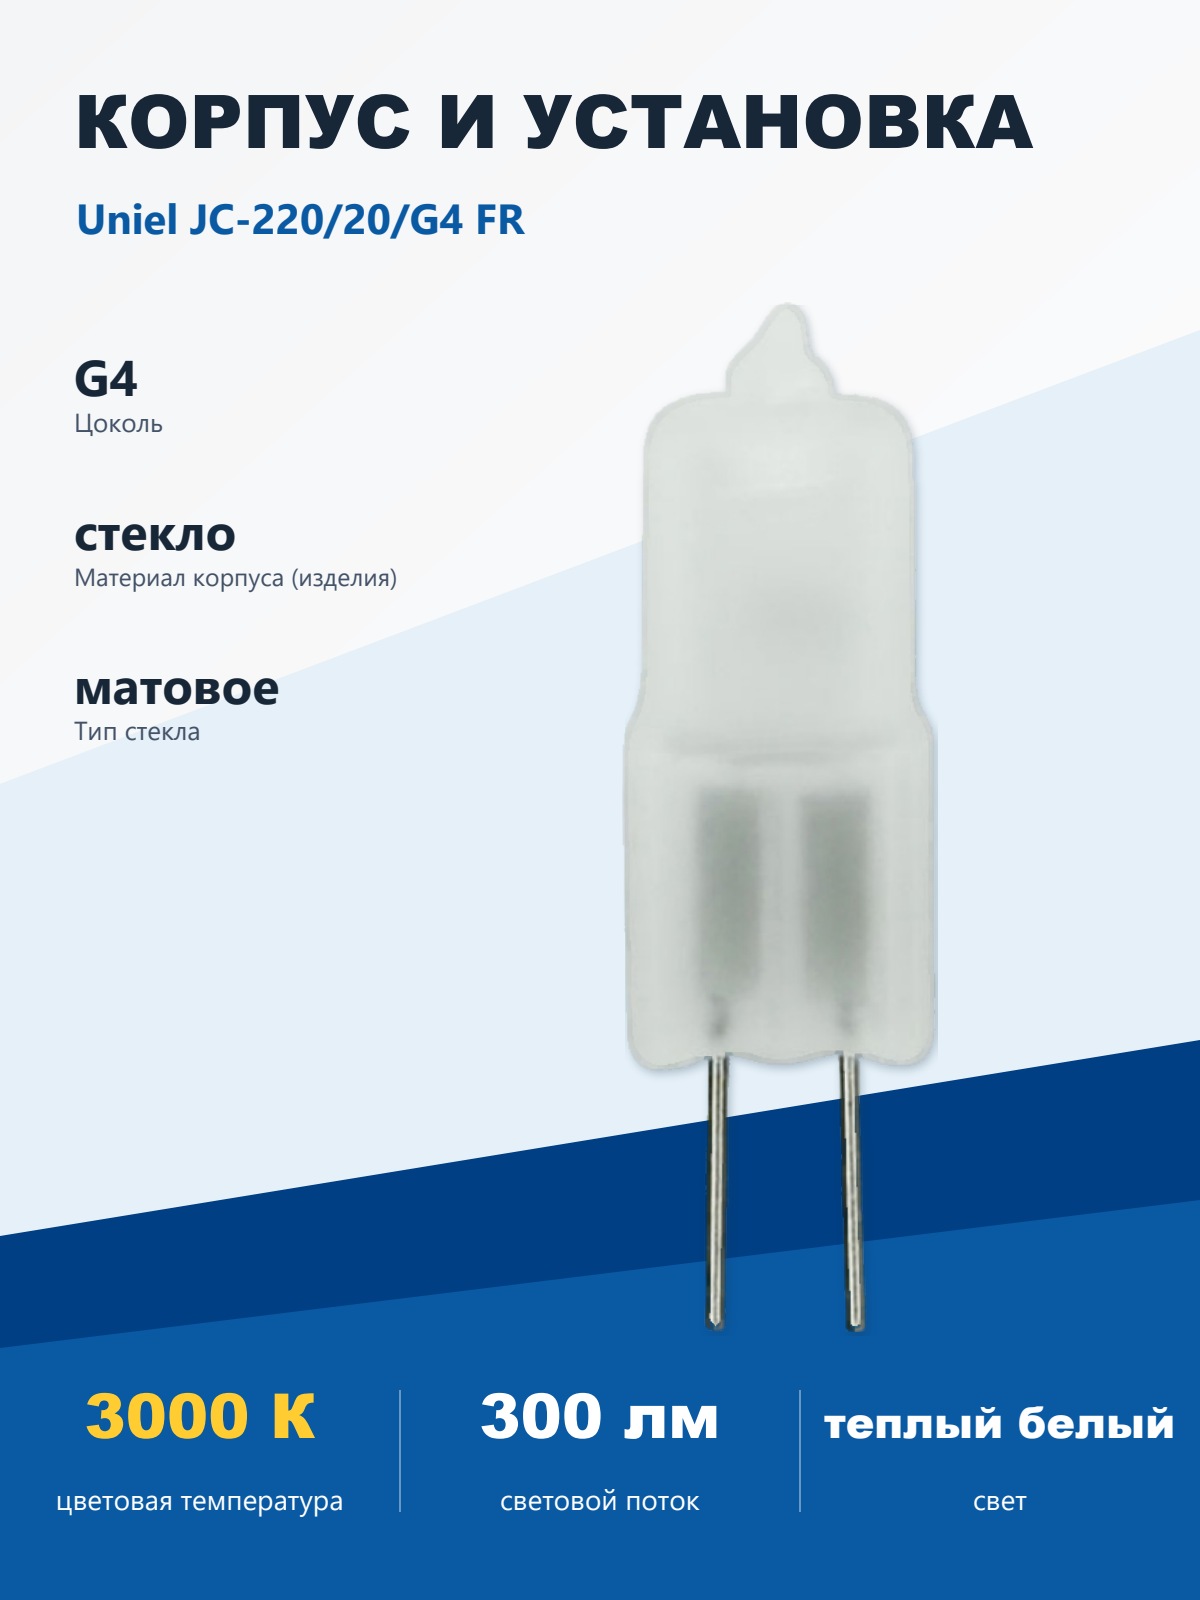 КОРПУС И УСТАНОВКА
Uniel JC-220/20/G4 FR
G4
Цоколь
стекло
Материал корпуса (изделия)
матовое
Тип стекла
3000 К
цветовая температура
300 лм
световой поток
теплый белый
свет